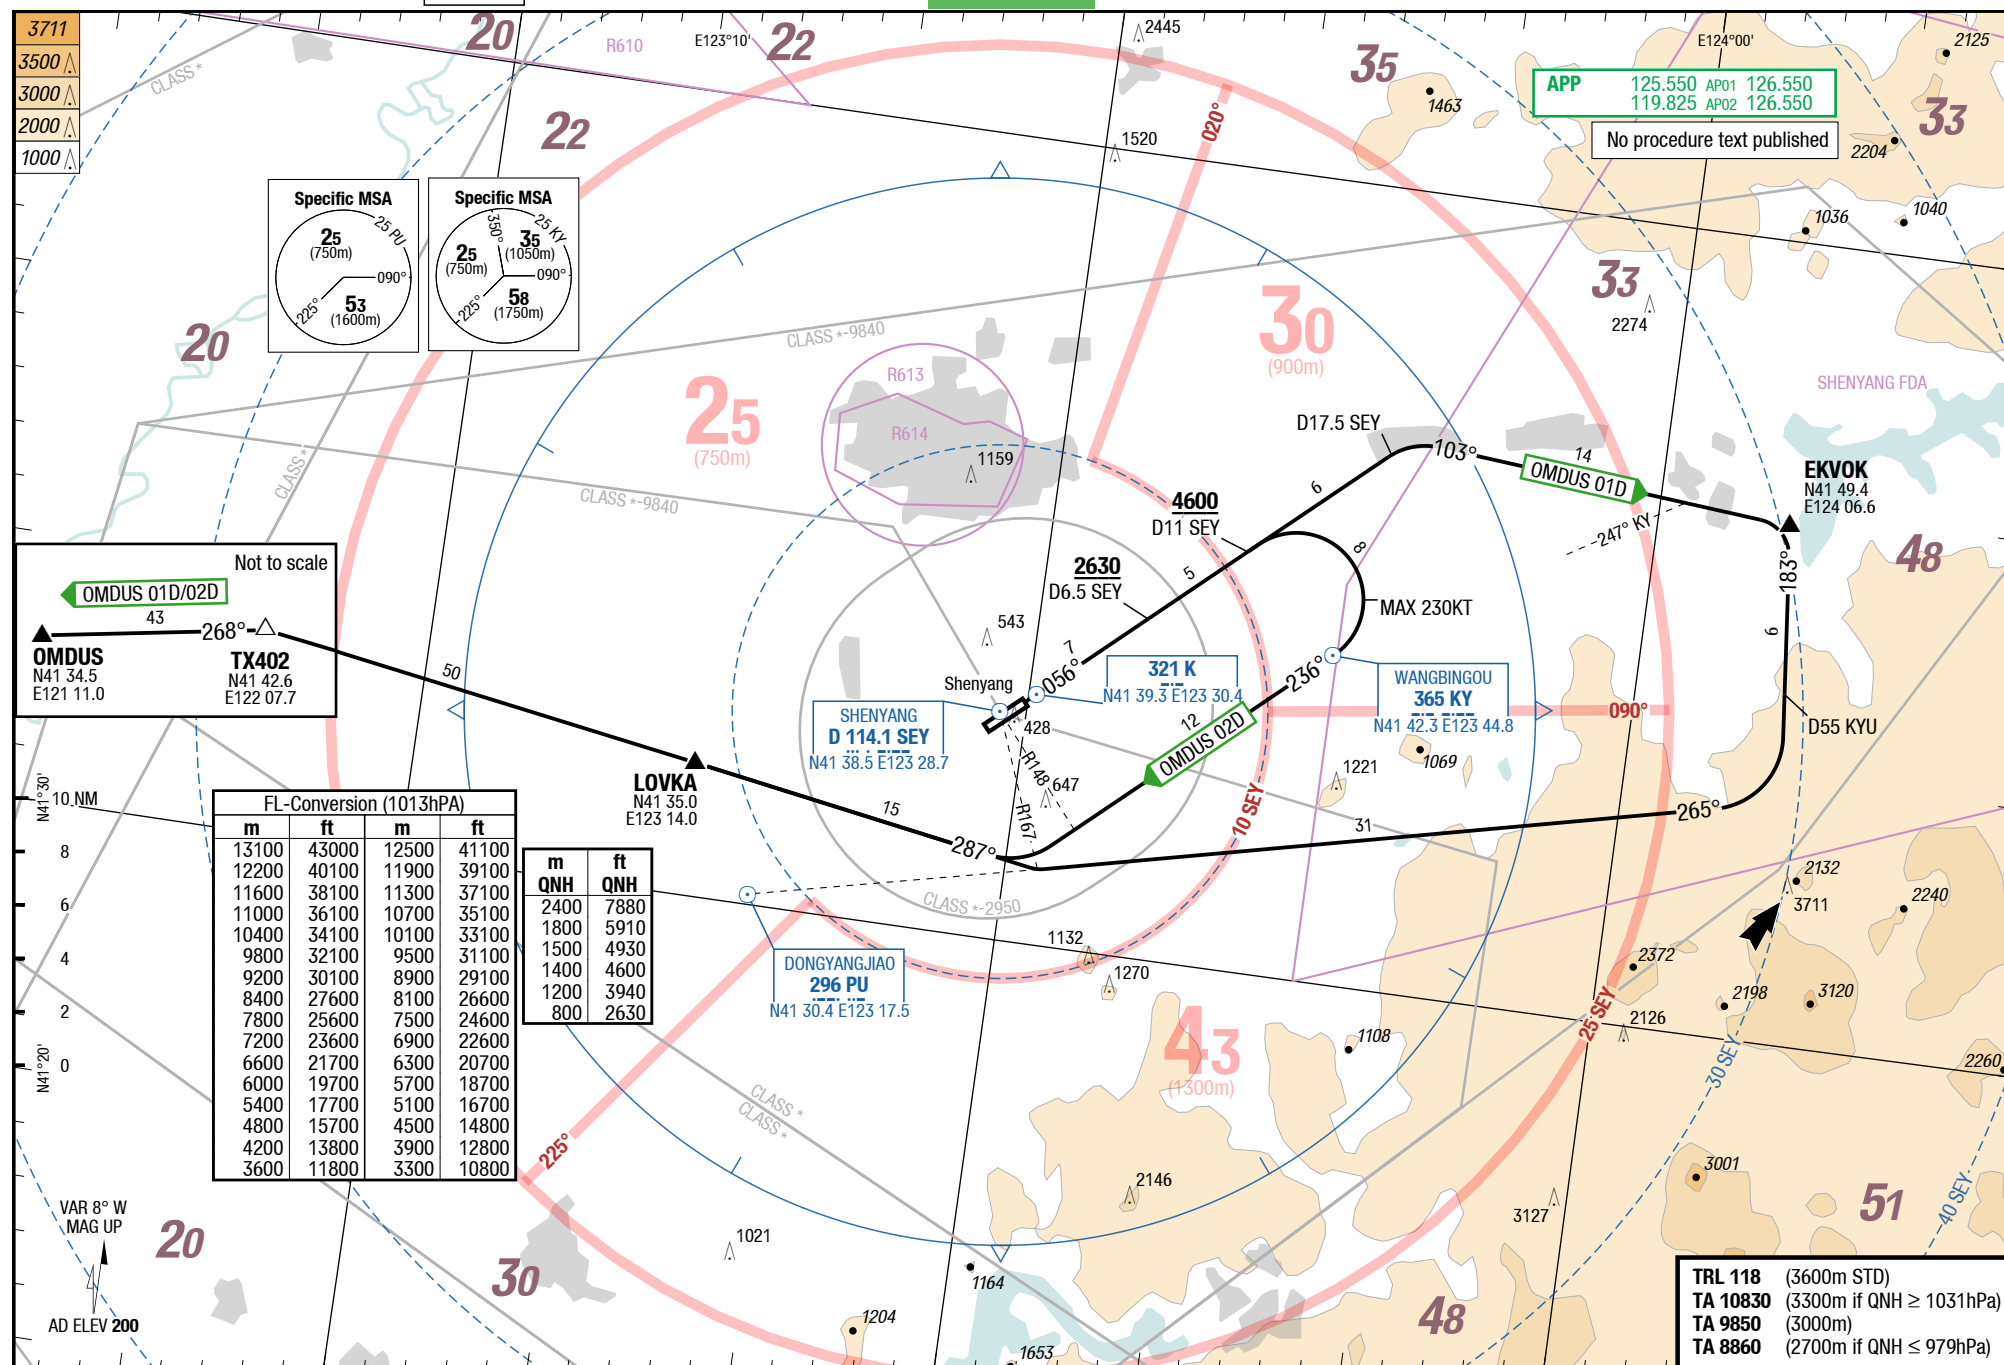 3711
3500
3000
2000
1000
CLASS *
20
R610
E123°10'
22
2445
35
E124°00'
2125
APP 125.550 AP01 126.550
119.825 AP02 126.550
No procedure text published
33
2204
1463
020°
1520
22
Specific MSA
25 PU
25
(750m)
090°
53
(1600m)
225°
Specific MSA
350°
25 KY
25
(750m)
35
(1050m)
090°
58
(1750m)
225°
1036
1040
33
2274
20
CLASS *-9840
30
(900m)
R613
R614
1159
25
(750m)
SHENYANG FDA
CLASS *
CLASS *-9840
D17.5 SEY
103°
14
OMDUS 01D
EKVOK
N41 49.4
E124 06.6
247° KY
6
4600
D11 SEY
8
5
2630
D6.5 SEY
48
183°
MAX 230KT
Not to scale
OMDUS 01D/02D
43
268°
OMDUS
N41 34.5
E121 11.0
TX402
N41 42.6
E122 07.7
50
543
7
056°
321 K
N41 39.3 E123 30.4
236°
WANGBINGOU
365 KY
N41 42.3 E123 44.8
090°
6
D55 KYU
Shenyang
SHENYANG
D 114.1 SEY
N41 38.5 E123 28.7
428
12
OMDUS 02D
R148
647
R167
1221
1069
10 SEY
LOVKA
N41 35.0
E123 14.0
15
287°
31
265°
CLASS *-2950
N41°30'
10 NM
8
6
4
2
0
N41°20'
FL-Conversion (1013hPA)
m ft m ft
13100 43000 12500 41100
12200 40100 11900 39100
11600 38100 11300 37100
11000 36100 10700 35100
10400 34100 10100 33100
9800 32100 9500 31100
9200 30100 8900 29100
8400 27600 8100 26600
7800 25600 7500 24600
7200 23600 6900 22600
6600 21700 6300 20700
6000 19700 5700 18700
5400 17700 5100 16700
4800 15700 4500 14800
4200 13800 3900 12800
3600 11800 3300 10800
m ft
QNH QNH
2400 7880
1800 5910
1500 4930
1400 4600
1200 3940
800 2630
DONGYANGJIAO
296 PU
N41 30.4 E123 17.5
1132
1270
2132
3711
2240
2372
2198
3120
25 SEY
2126
30 SEY
2260
43
(1300m)
1108
CLASS *
CLASS *
225°
2146
3001
3127
51
40 SEY
VAR 8° W
MAG UP
AD ELEV 200
20
30
1021
1164
1204
1653
48
TRL 118 (3600m STD)
TA 10830 (3300m if QNH ≥ 1031hPa)
TA 9850 (3000m)
TA 8860 (2700m if QNH ≤ 979hPa)